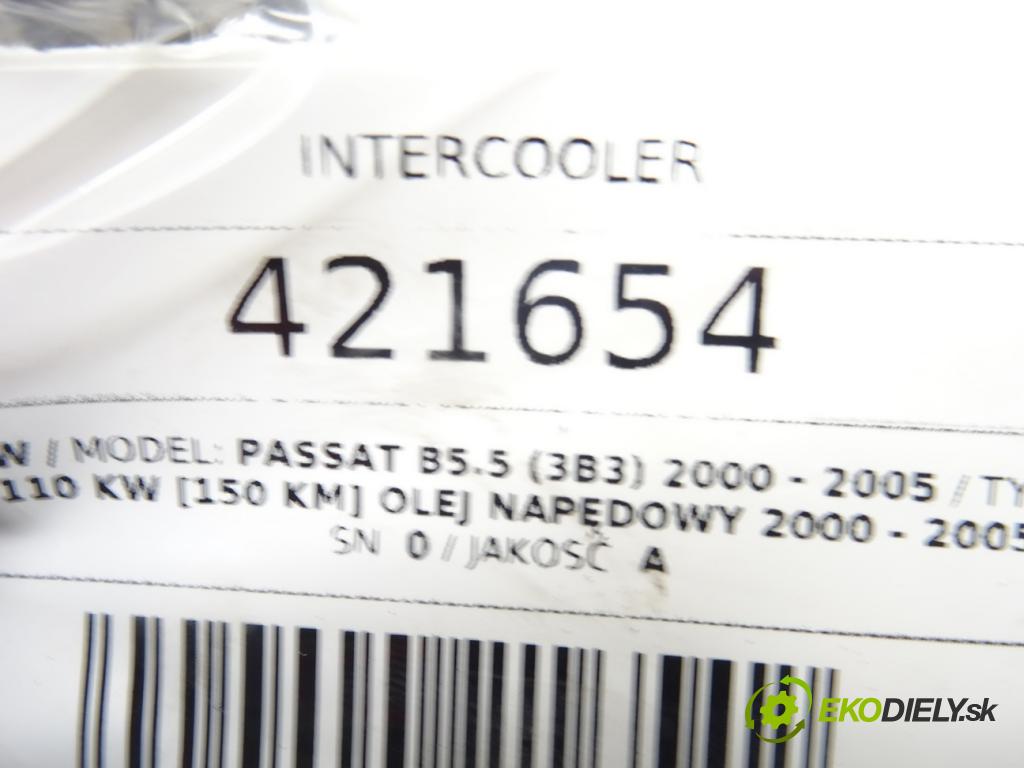 INTERCOOLER
421654
/ MODEL: PASSAT B5.5 (3B3) 2000 - 2005 / TY
110 KW [150 KM] OLEJ NAPĘDOWY 2000 - 2005
SN 0 / JAKOŚĆ A
EKODIELY.sk